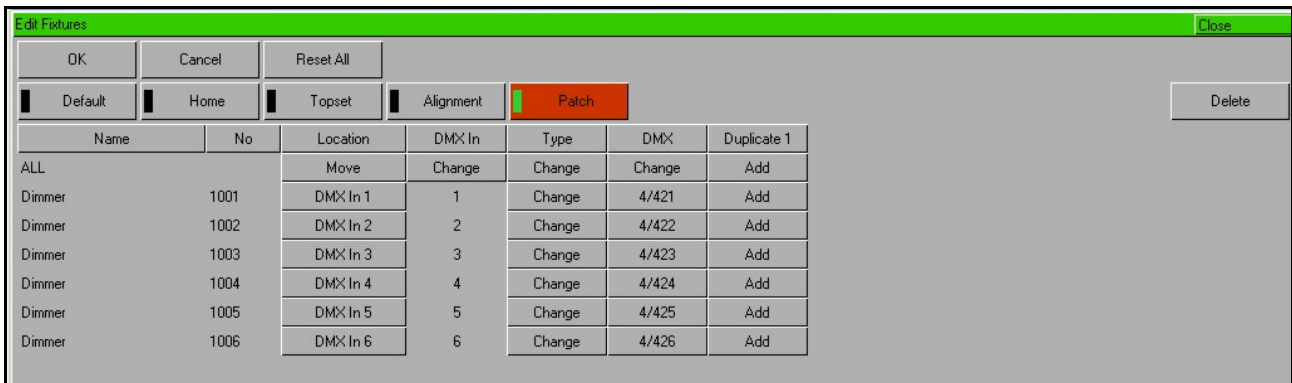 Edit Fixtures Close
OK Cancel Reset All
Default Home Topset Alignment Patch Delete
Name No Location DMX In Type DMX Duplicate 1
ALL Move Change Change Change Add
Dimmer 1001 DMX In 1 1 Change 4/421 Add
Dimmer 1002 DMX In 2 2 Change 4/422 Add
Dimmer 1003 DMX In 3 3 Change 4/423 Add
Dimmer 1004 DMX In 4 4 Change 4/424 Add
Dimmer 1005 DMX In 5 5 Change 4/425 Add
Dimmer 1006 DMX In 6 6 Change 4/426 Add